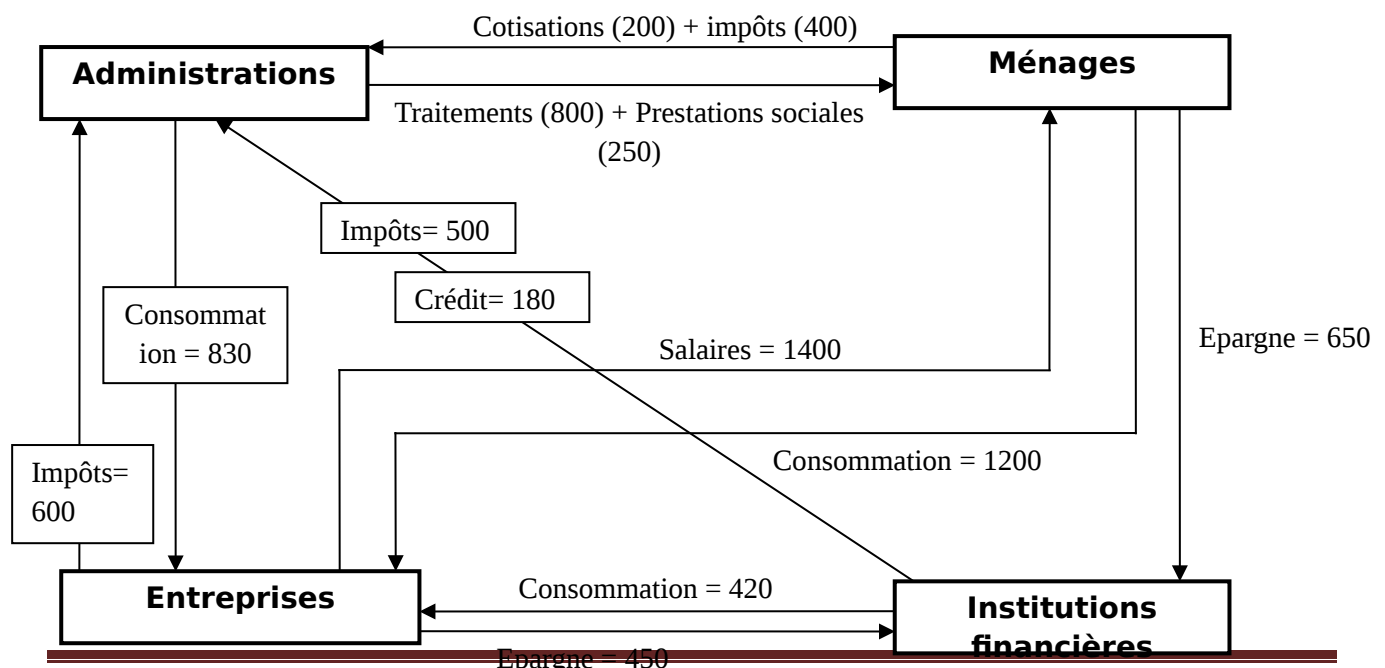 Cotisations (200) + impôts (400)
Administrations
Ménages
Traitements (800) + Prestations sociales
(250)
Impôts= 500
Crédit= 180
Consommat
ion = 830
Salaires = 1400
Epargne = 650
Consommation = 1200
Impôts=
600
Entreprises
Consommation = 420
Institutions
financières
Epargne = 450